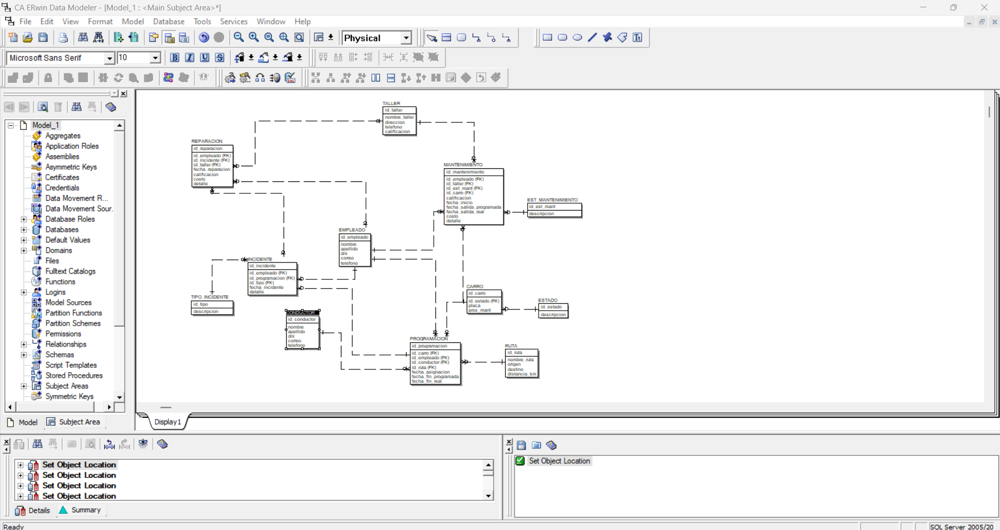 CA ERwin Data Modeler - [Model_1 : <Main Subject Area>*]
File Edit View Format Model Database Tools Services Window Help
Physical
Microsoft Sans Serif 10 B I U S
Model_1
Aggregates
Application Roles
Assemblies
Asymmetric Keys
Certificates
Credentials
Data Movement R...
Data Movement Sour.
Database Roles
Databases
Default Values
Domains
Files
Fulltext Catalogs
Functions
Logins
Model Sources
Partition Functions
Partition Schemes
Permissions
Relationships
Schemas
Script Templates
Stored Procedures
Subject Areas
Symmetric Keys
Model Subject Area
TALLER
id_taller
nombre_taller
direccion
telefono
calificacion
REPARACION
id_reparacion
id_empleado (FK)
id_incidente (FK)
id_taller (FK)
fecha_reparacion
calificacion
costo
detalle
MANTENIMIENTO
id_mantenimiento
id_empleado (FK)
id_taller (FK)
id_est_mant (FK)
id_carro (FK)
calificacion
fecha_inicio
fecha_salida_programada
fecha_salida_real
costo
detalle
EST_MANTENIMIENTO
id_est_mant
descripcion
EMPLEADO
id_empleado
nombre
apellido
dni
correo
telefono
INCIDENTE
id_incidente
id_empleado (FK)
id_programacion (FK)
id_tipo (FK)
fecha_incidente
detalle
TIPO_INCIDENTE
id_tipo
descripcion
CONDUCTOR
id_conductor
nombre
apellido
dni
correo
telefono
CARRO
id_carro
id_estado (FK)
placa
prox_mant
ESTADO
id_estado
descripcion
PROGRAMACION
id_programacion
id_carro (FK)
id_empleado (FK)
id_conductor (FK)
id_ruta (FK)
fecha_asignacion
fecha_fin_programada
fecha_fin_real
RUTA
id_ruta
nombre_ruta
origen
destino
distancia_km
Display1
Set Object Location
Set Object Location
Set Object Location
Set Object Location
Details Summary
Set Object Location
Ready
SQL Server 2005/20